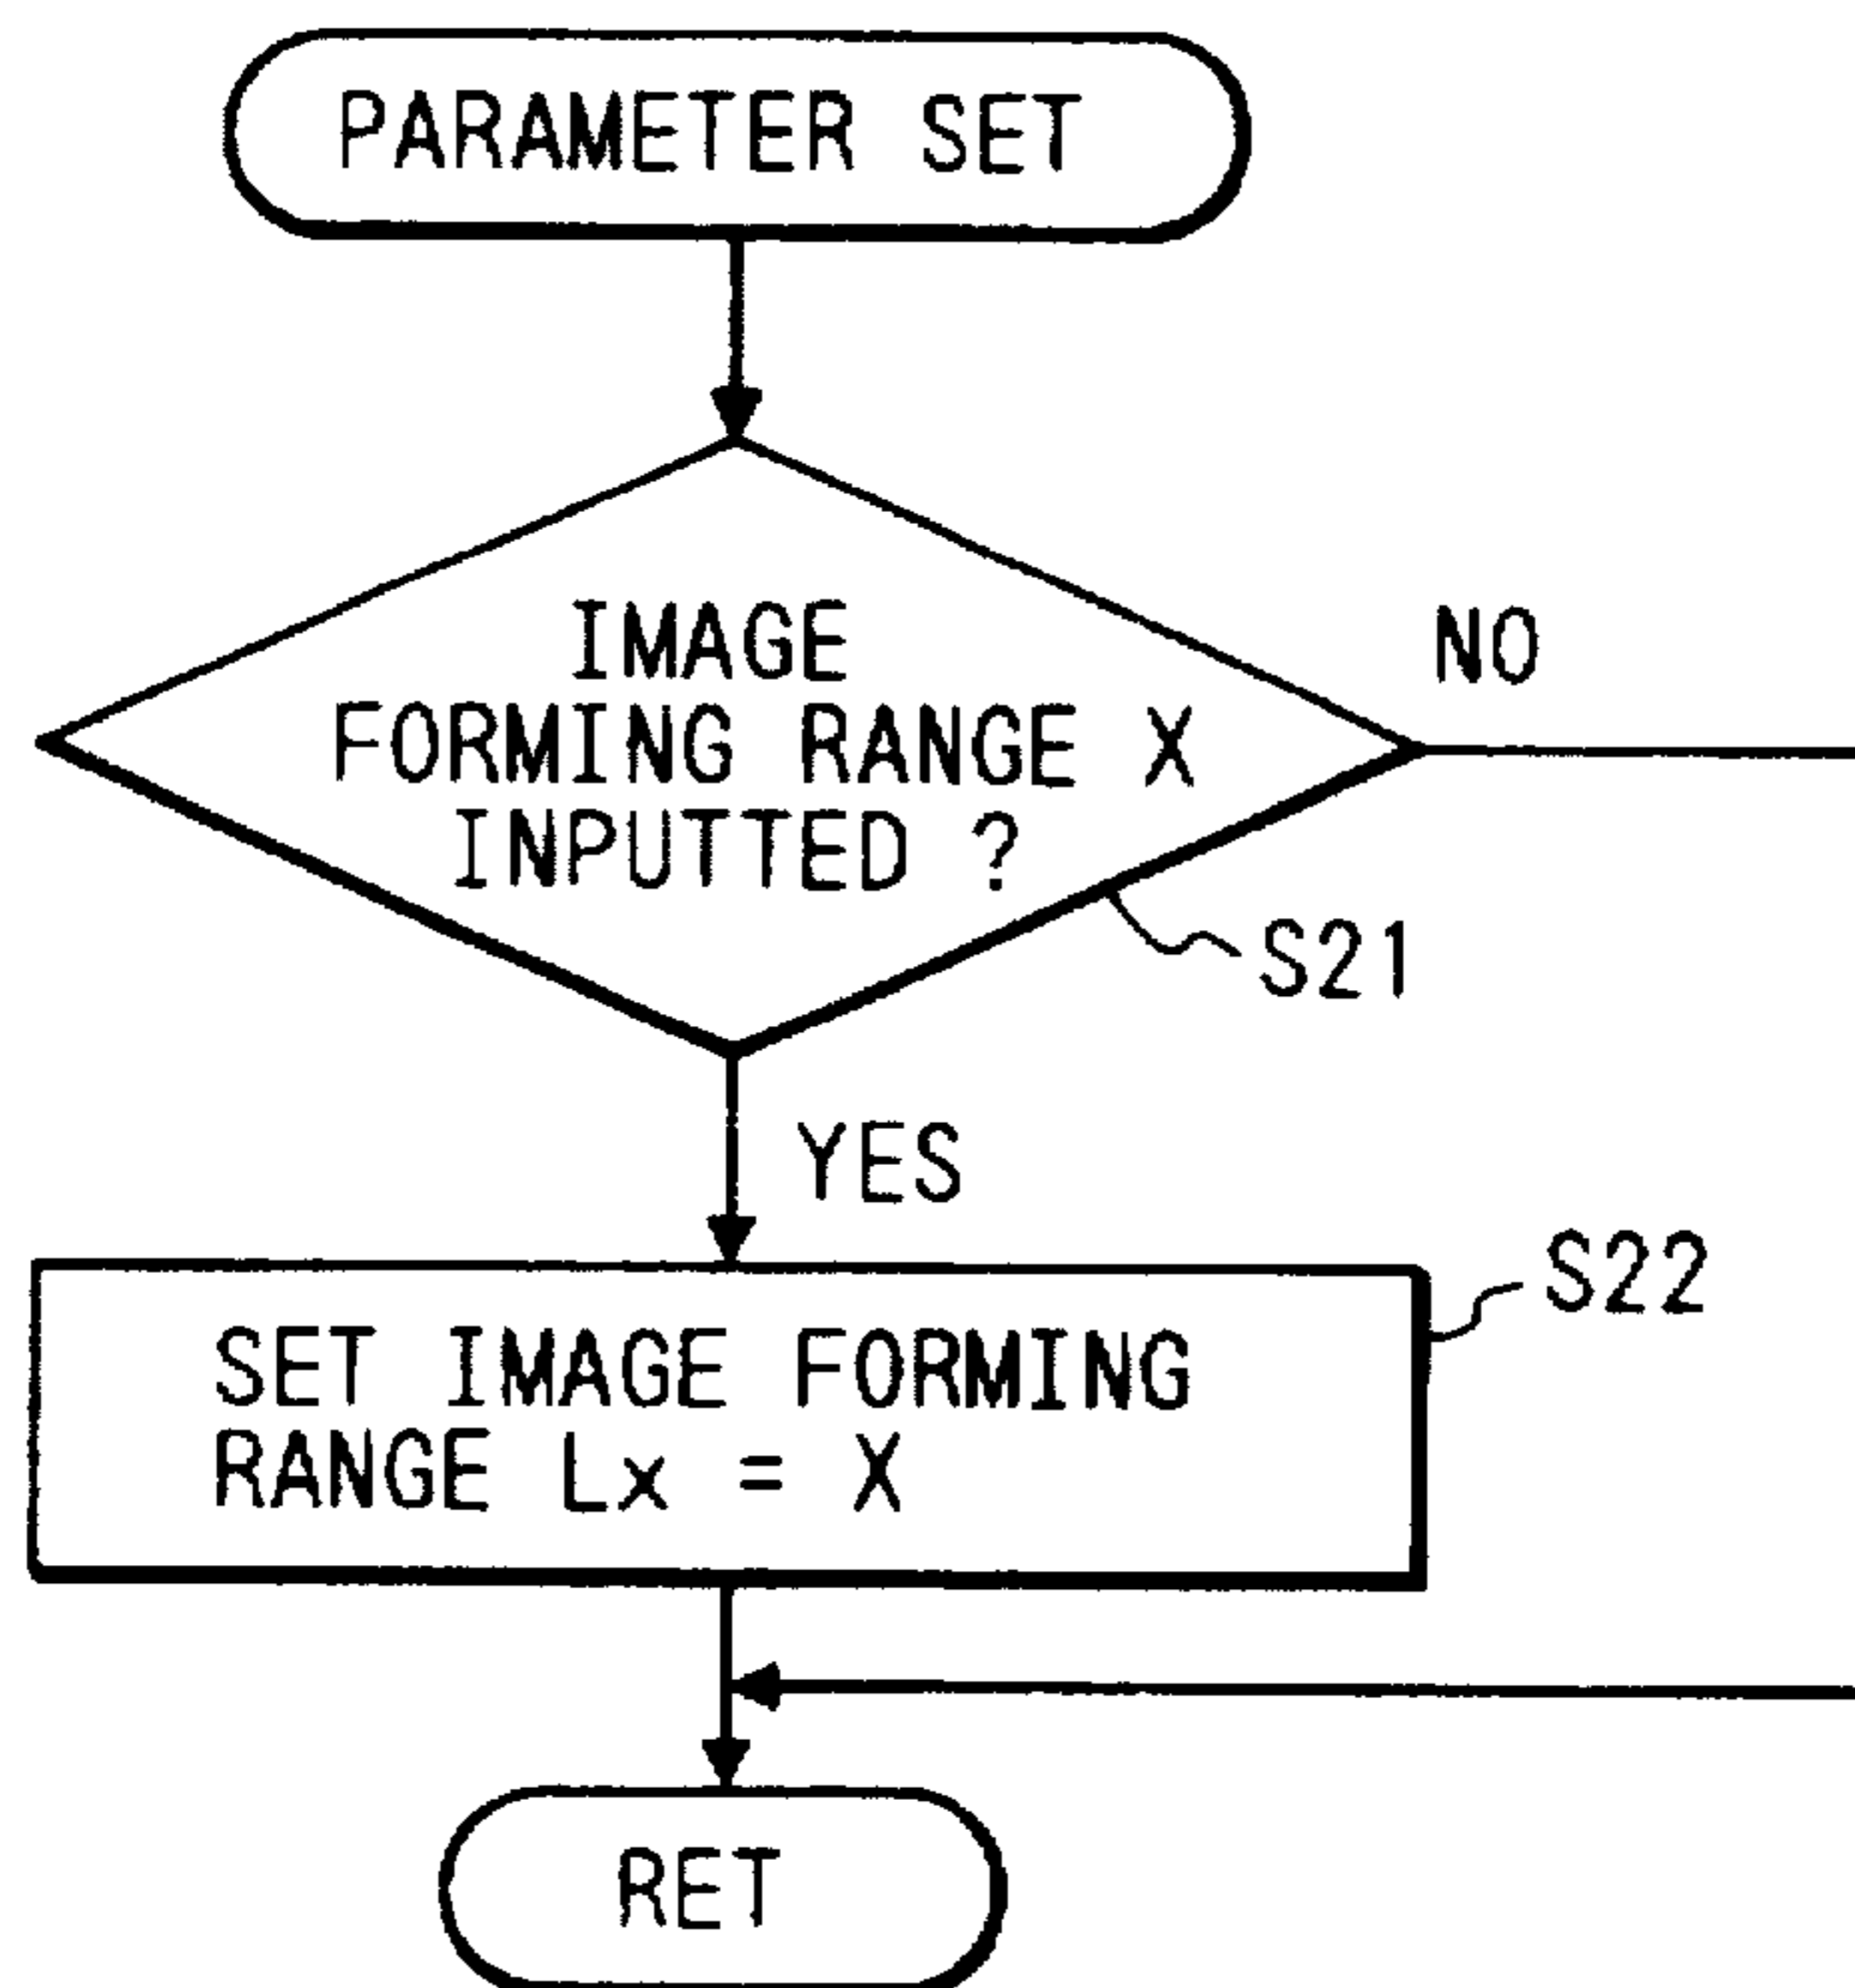 PARAMETER SET
IMAGE
FORMING RANGE X
INPUTTED ?
NO
S21
YES
S22
SET IMAGE FORMING
RANGE Lx = X
RET